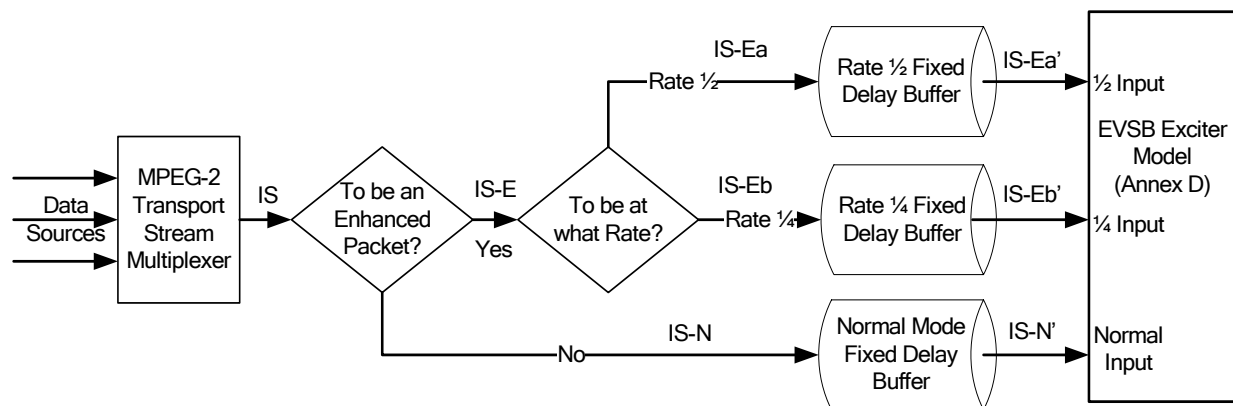 Data
Sources
MPEG-2
Transport
Stream
Multiplexer
IS
To be an
Enhanced
Packet?
IS-E
Yes
To be at
what Rate?
IS-Ea
Rate ½
Rate ½ Fixed
Delay Buffer
IS-Ea’
½ Input
IS-Eb
Rate ¼
Rate ¼ Fixed
Delay Buffer
IS-Eb’
¼ Input
No
IS-N
Normal Mode
Fixed Delay
Buffer
IS-N’
Normal
Input
EVSB Exciter
Model
(Annex D)